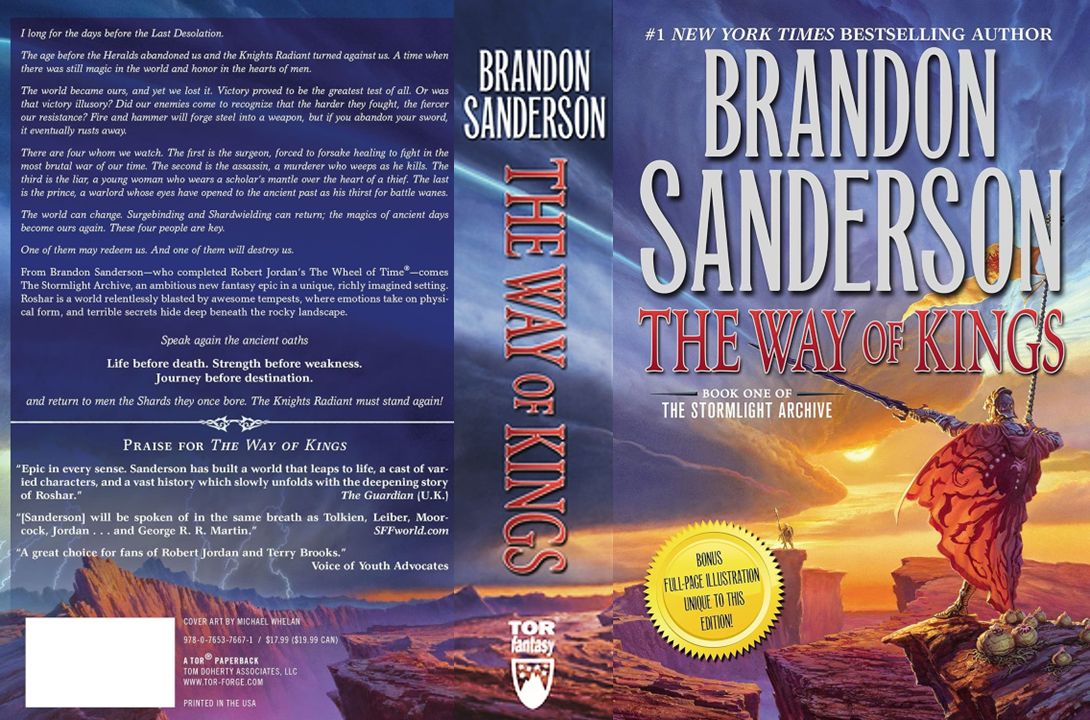 I long for the days before the Last Desolation.
The age before the Heralds abandoned us and the Knights Radiant turned against us. A time when
there was still magic in the world and honor in the hearts of men.
The world became ours, and yet we lost it. Victory proved to be the greatest test of all. Or was
that victory illusory? Did our enemies come to recognize that the harder they fought, the fiercer
our resistance? Fire and hammer will forge steel into a weapon, but if you abandon your sword,
it eventually rusts away.
There are four whom we watch. The first is the surgeon, forced to forsake healing to fight in the
most brutal war of our time. The second is the assassin, a murderer who weeps as he kills. The
third is the liar, a young woman who wears a scholar's mantle over the heart of a thief. The last
is the prince, a warlord whose eyes have opened to the ancient past as his thirst for battle wanes.
The world can change. Surgebinding and Shardwielding can return; the magics of ancient days
become ours again. These four people are key.
One of them may redeem us. And one of them will destroy us.
From Brandon Sanderson—who completed Robert Jordan's The Wheel of Time®—comes
The Stormlight Archive, an ambitious new fantasy epic in a unique, richly imagined setting.
Roshar is a world relentlessly blasted by awesome tempests, where emotions take on physi-
cal form, and terrible secrets hide deep beneath the rocky landscape.
Speak again the ancient oaths
Life before death. Strength before weakness.
Journey before destination.
and return to men the Shards they once bore. The Knights Radiant must stand again!
PRAISE FOR THE WAY OF KINGS
"Epic in every sense. Sanderson has built a world that leaps to life, a cast of var-
ied characters, and a vast history which slowly unfolds with the deepening story
of Roshar." The Guardian (U.K.)
"[Sanderson] will be spoken of in the same breath as Tolkien, Leiber, Moor-
cock, Jordan . . . and George R. R. Martin." SFFworld.com
"A great choice for fans of Robert Jordan and Terry Brooks."
Voice of Youth Advocates
COVER ART BY MICHAEL WHELAN
978-0-7653-7667-1 / $17.99 ($19.99 CAN)
A TOR® PAPERBACK
TOM DOHERTY ASSOCIATES, LLC
WWW.TOR-FORGE.COM
PRINTED IN THE USA
BRANDON
SANDERSON
THE WAY OF KINGS
TOR
fantasy
#1 NEW YORK TIMES BESTSELLING AUTHOR
BRANDON
SANDERSON
THE WAY OF KINGS
BOOK ONE OF
THE STORMLIGHT ARCHIVE
BONUS
FULL-PAGE ILLUSTRATION
UNIQUE TO THIS
EDITION!